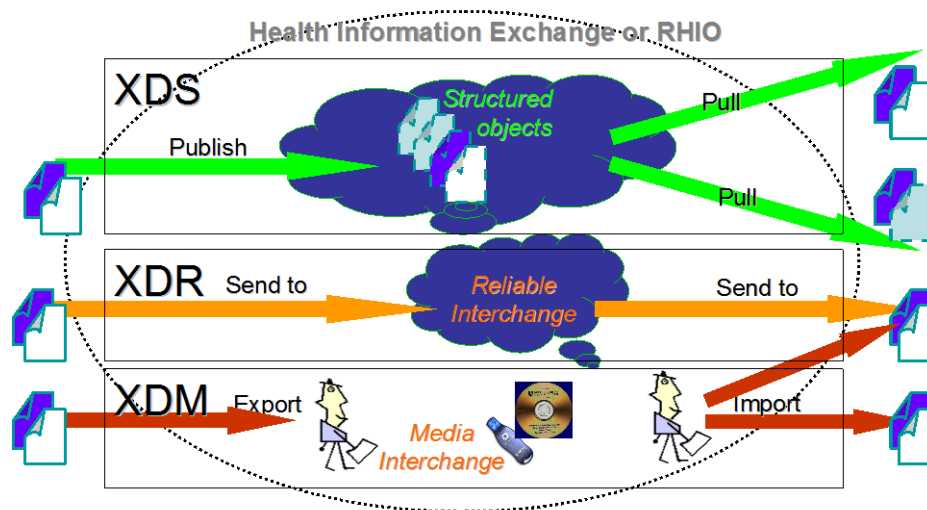 Health Information Exchange or RHIO
XDS
Structured
objects
Publish
Pull
Pull
XDR
Send to
Reliable
Interchange
Send to
XDM
Export
Media
Interchange
Import